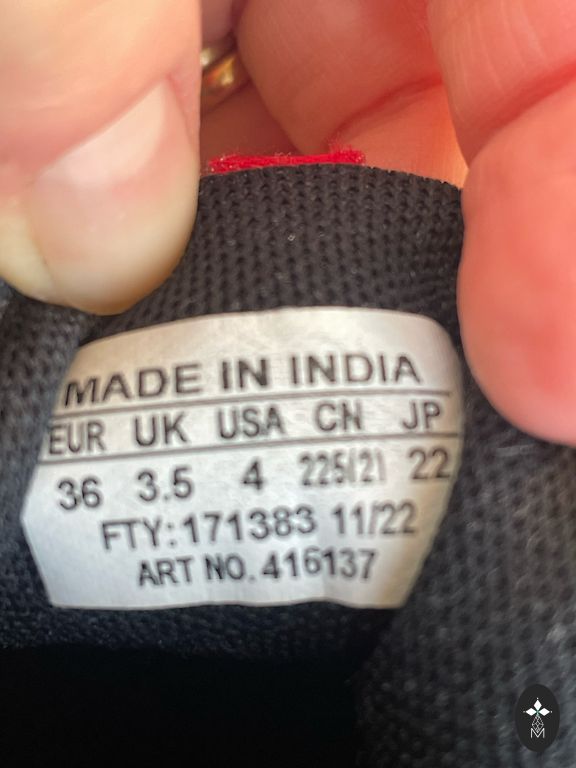 MADE IN INDIA
EUR UK USA CN JP
36 3.5 4 225(2) 22
FTY:171383 11/22
ART NO. 416137
M